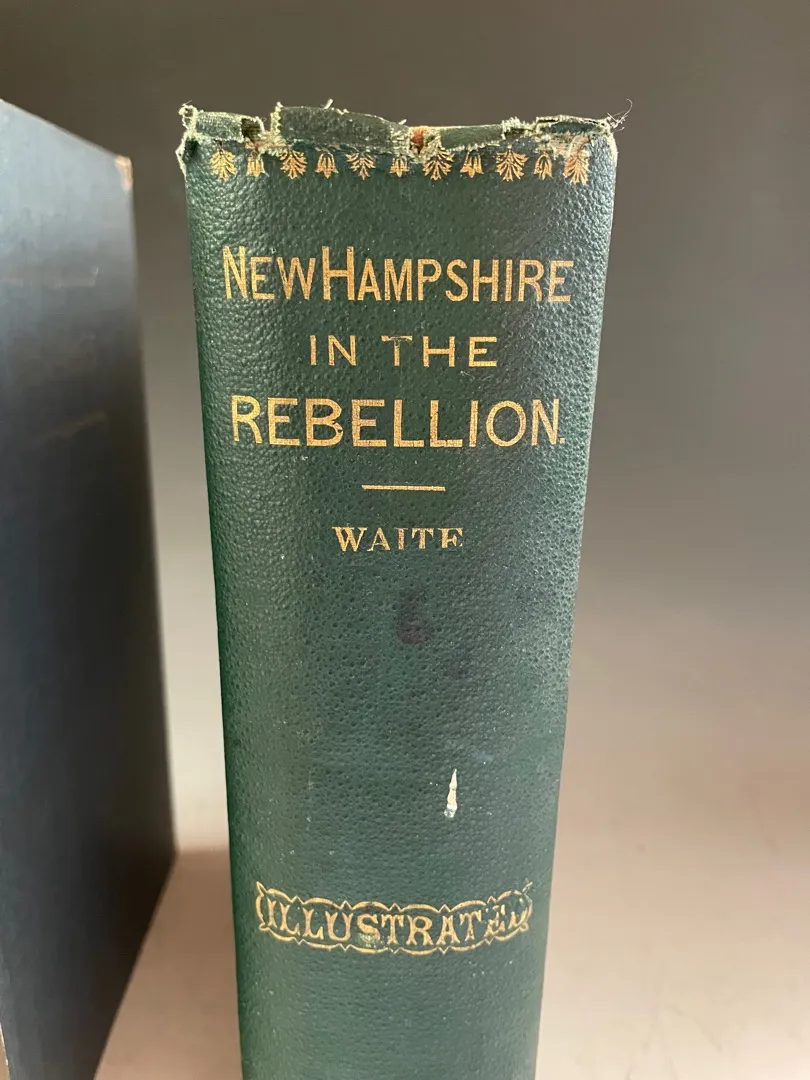 NEW HAMPSHIRE
IN THE
REBELLION.
WAITE
ILLUSTRATED